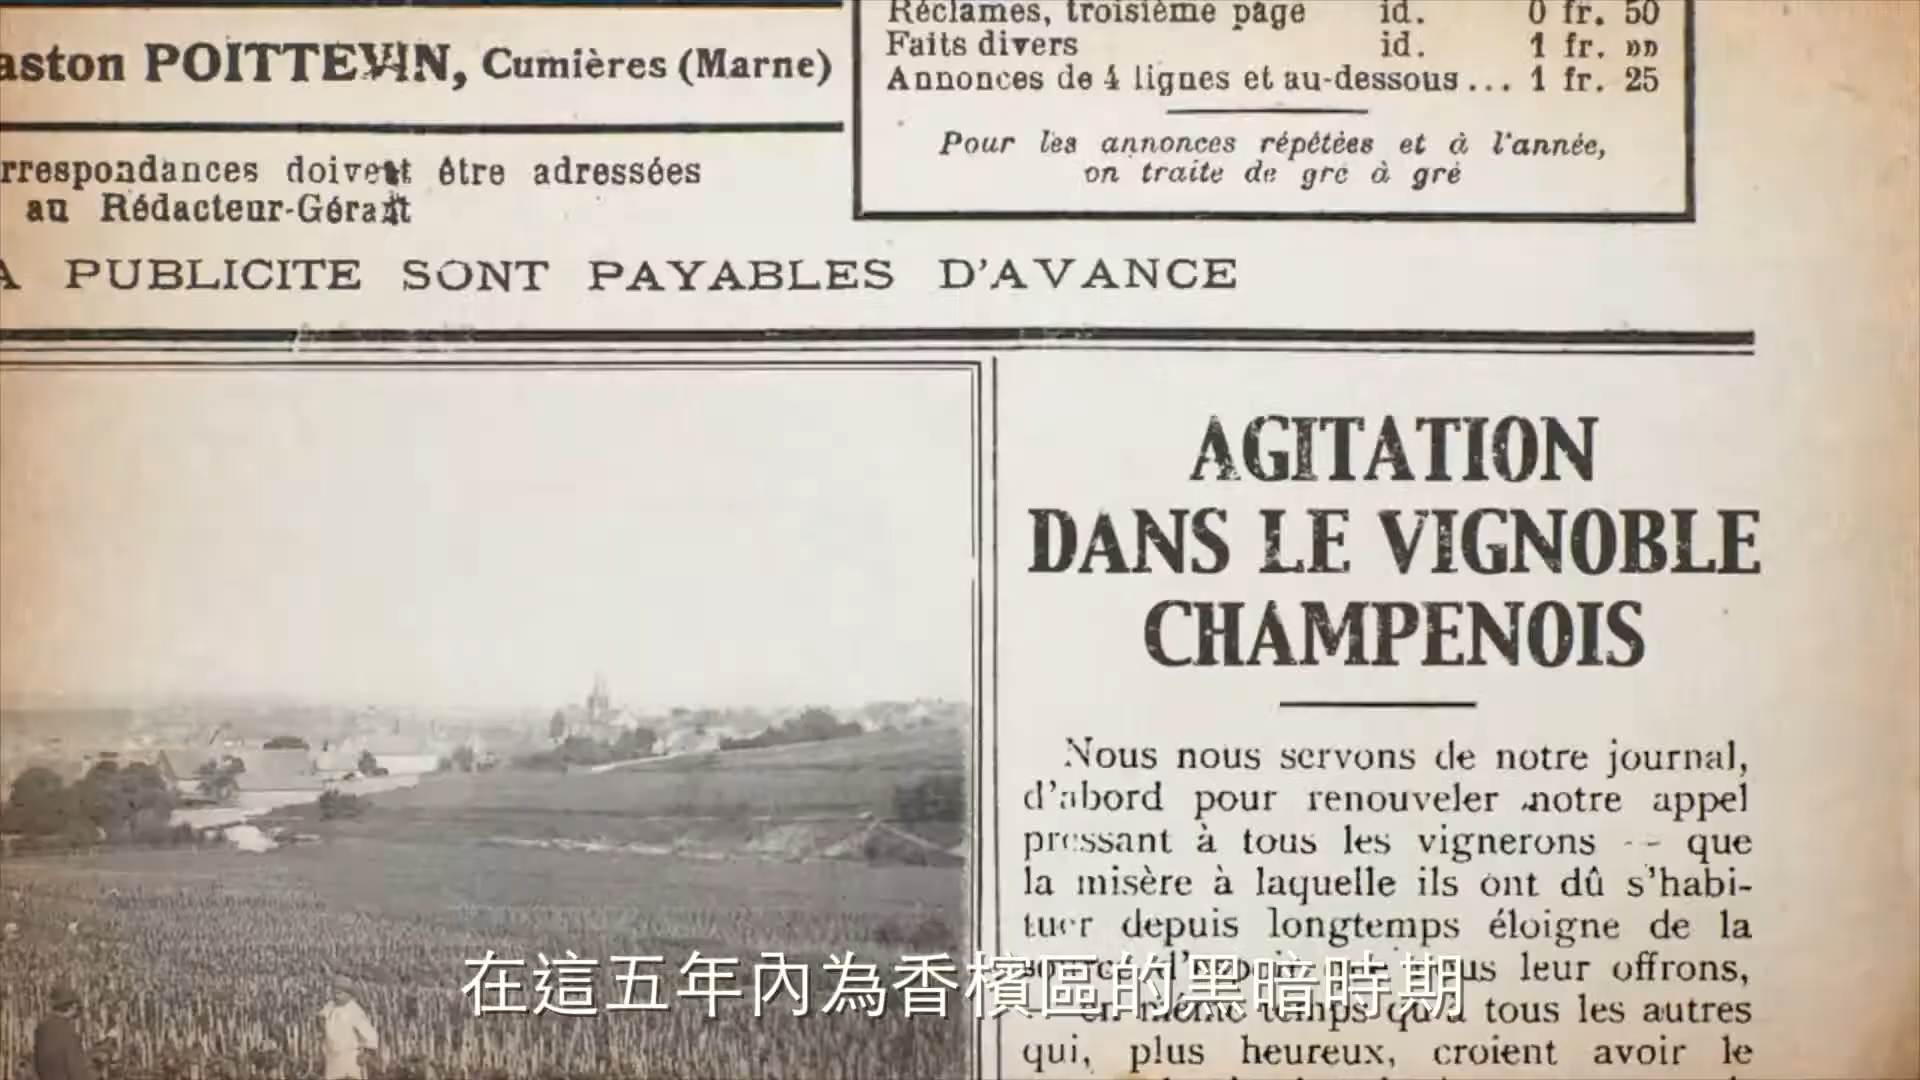 Réclames, troisième page id. 0 fr. 50
Faits divers id. 1 fr. »»
Annonces de 4 lignes et au-dessous... 1 fr. 25
Pour les annonces répétées et à l'année,
on traite de gré à gré
aston POITTEVIN, Cumières (Marne)
rrespondances doivent être adressées
au Rédacteur-Gérant
A PUBLICITE SONT PAYABLES D'AVANCE
AGITATION
DANS LE VIGNOBLE
CHAMPENOIS
Nous nous servons de notre journal,
d'abord pour renouveler notre appel
pressant à tous les vignerons -- que
la misère à laquelle ils ont dû s'habi-
tuer depuis longtemps éloigne de la
leur offrons,
en même temps qu'à tous les autres
qui, plus heureux, croient avoir le
在這五年內為香檳區的黑暗時期